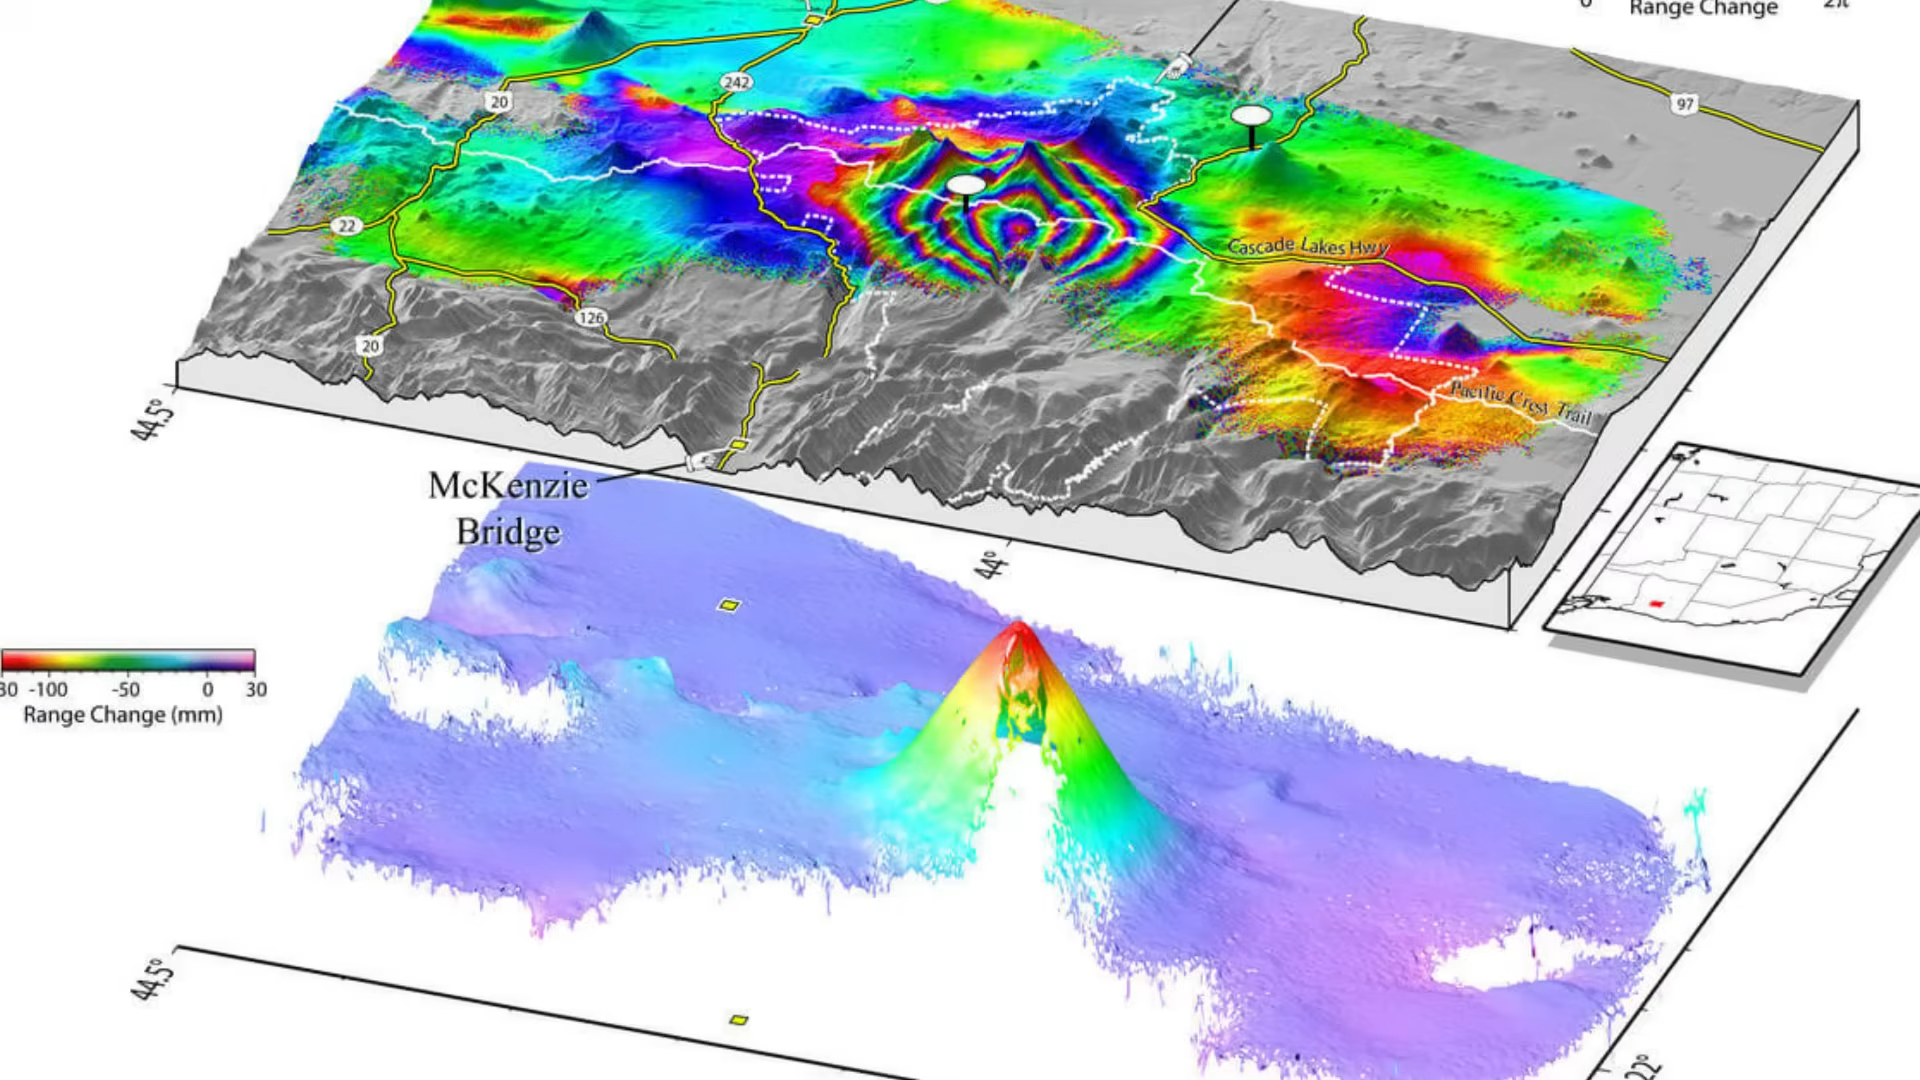 0
2π
Range Change
242
20
97
22
Cascade Lakes Hwy
126
20
Pacific Crest Trail
44.5°
McKenzie
Bridge
44°
-100
-50
0
30
Range Change (mm)
44.5°
22°